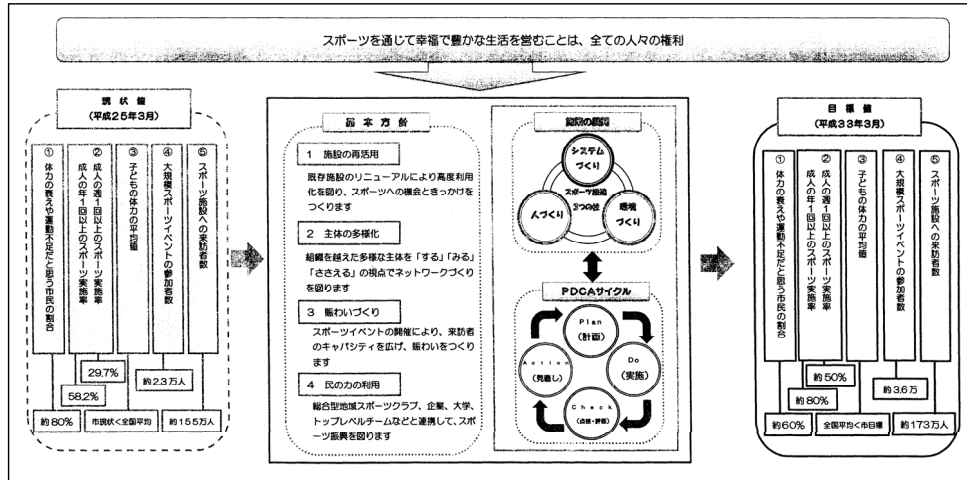 スポーツを通じて幸福で豊かな生活を営むことは、全ての人々の権利
現状値
(平成25年3月)
① 体力の衰えや運動不足だと思う市民の割合
② 成人の週1回以上のスポーツ実施率
成人の年1回以上のスポーツ実施率
③ 子どもの体力の平均値
④ 大規模スポーツイベントの参加者数
⑤ スポーツ施設への来訪者数
29.7%
約2.3万人
58.2%
約80%
市現状<全国平均
約155万人
基本方針
1 施設の再活用
既存施設のリニューアルにより高度利用
化を図り、スポーツへの機会ときっかけを
つくります
2 主体の多様化
組織を越えた多様な主体を「する」「みる」
「ささえる」の視点でネットワークづくり
を図ります
3 賑わいづくり
スポーツイベントの開催により、来訪者
のキャパシティを広げ、賑わいをつくり
ます
4 民の力の利用
総合型地域スポーツクラブ、企業、大学、
トップレベルチームなどと連携して、スポ
ーツ振興を図ります
施策の展開
システム
づくり
スポーツ振興
3つの柱
人づくり
環境
づくり
PDCAサイクル
Plan
(計画)
Do
(実施)
Check
(点検・評価)
Action
(見直し)
目標値
(平成33年3月)
① 体力の衰えや運動不足だと思う市民の割合
② 成人の週1回以上のスポーツ実施率
成人の年1回以上のスポーツ実施率
③ 子どもの体力の平均値
④ 大規模スポーツイベントの参加者数
⑤ スポーツ施設への来訪者数
約50%
約3.6万
約80%
約60%
全国平均<市目標
約173万人